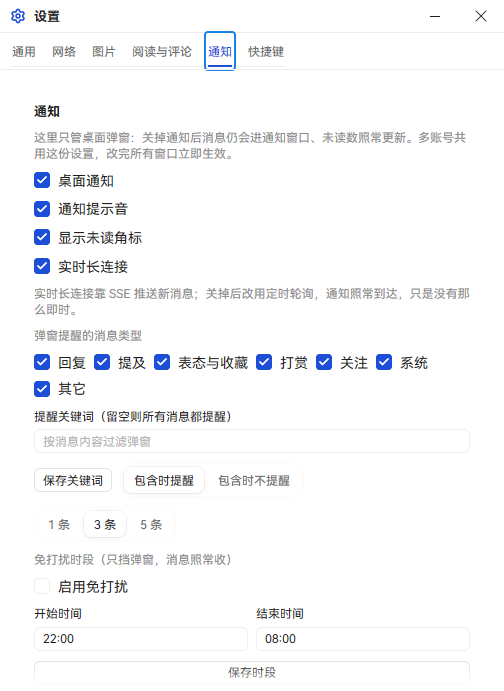 设置
通用 网络 图片 阅读与评论 通知 快捷键
通知
这里只管桌面弹窗：关掉通知后消息仍会进通知窗口、未读数照常更新。多账号共
用这份设置，改完所有窗口立即生效。
桌面通知
通知提示音
显示未读角标
实时长连接
实时长连接靠 SSE 推送新消息；关掉后改用定时轮询，通知照常到达，只是没有那
么即时。
弹窗提醒的消息类型
回复 提及 表态与收藏 打赏 关注 系统
其它
提醒关键词（留空则所有消息都提醒）
按消息内容过滤弹窗
保存关键词 包含时提醒 包含时不提醒
1 条 3 条 5 条
免打扰时段（只挡弹窗，消息照常收）
启用免打扰
开始时间 结束时间
22:00 08:00
保存时段